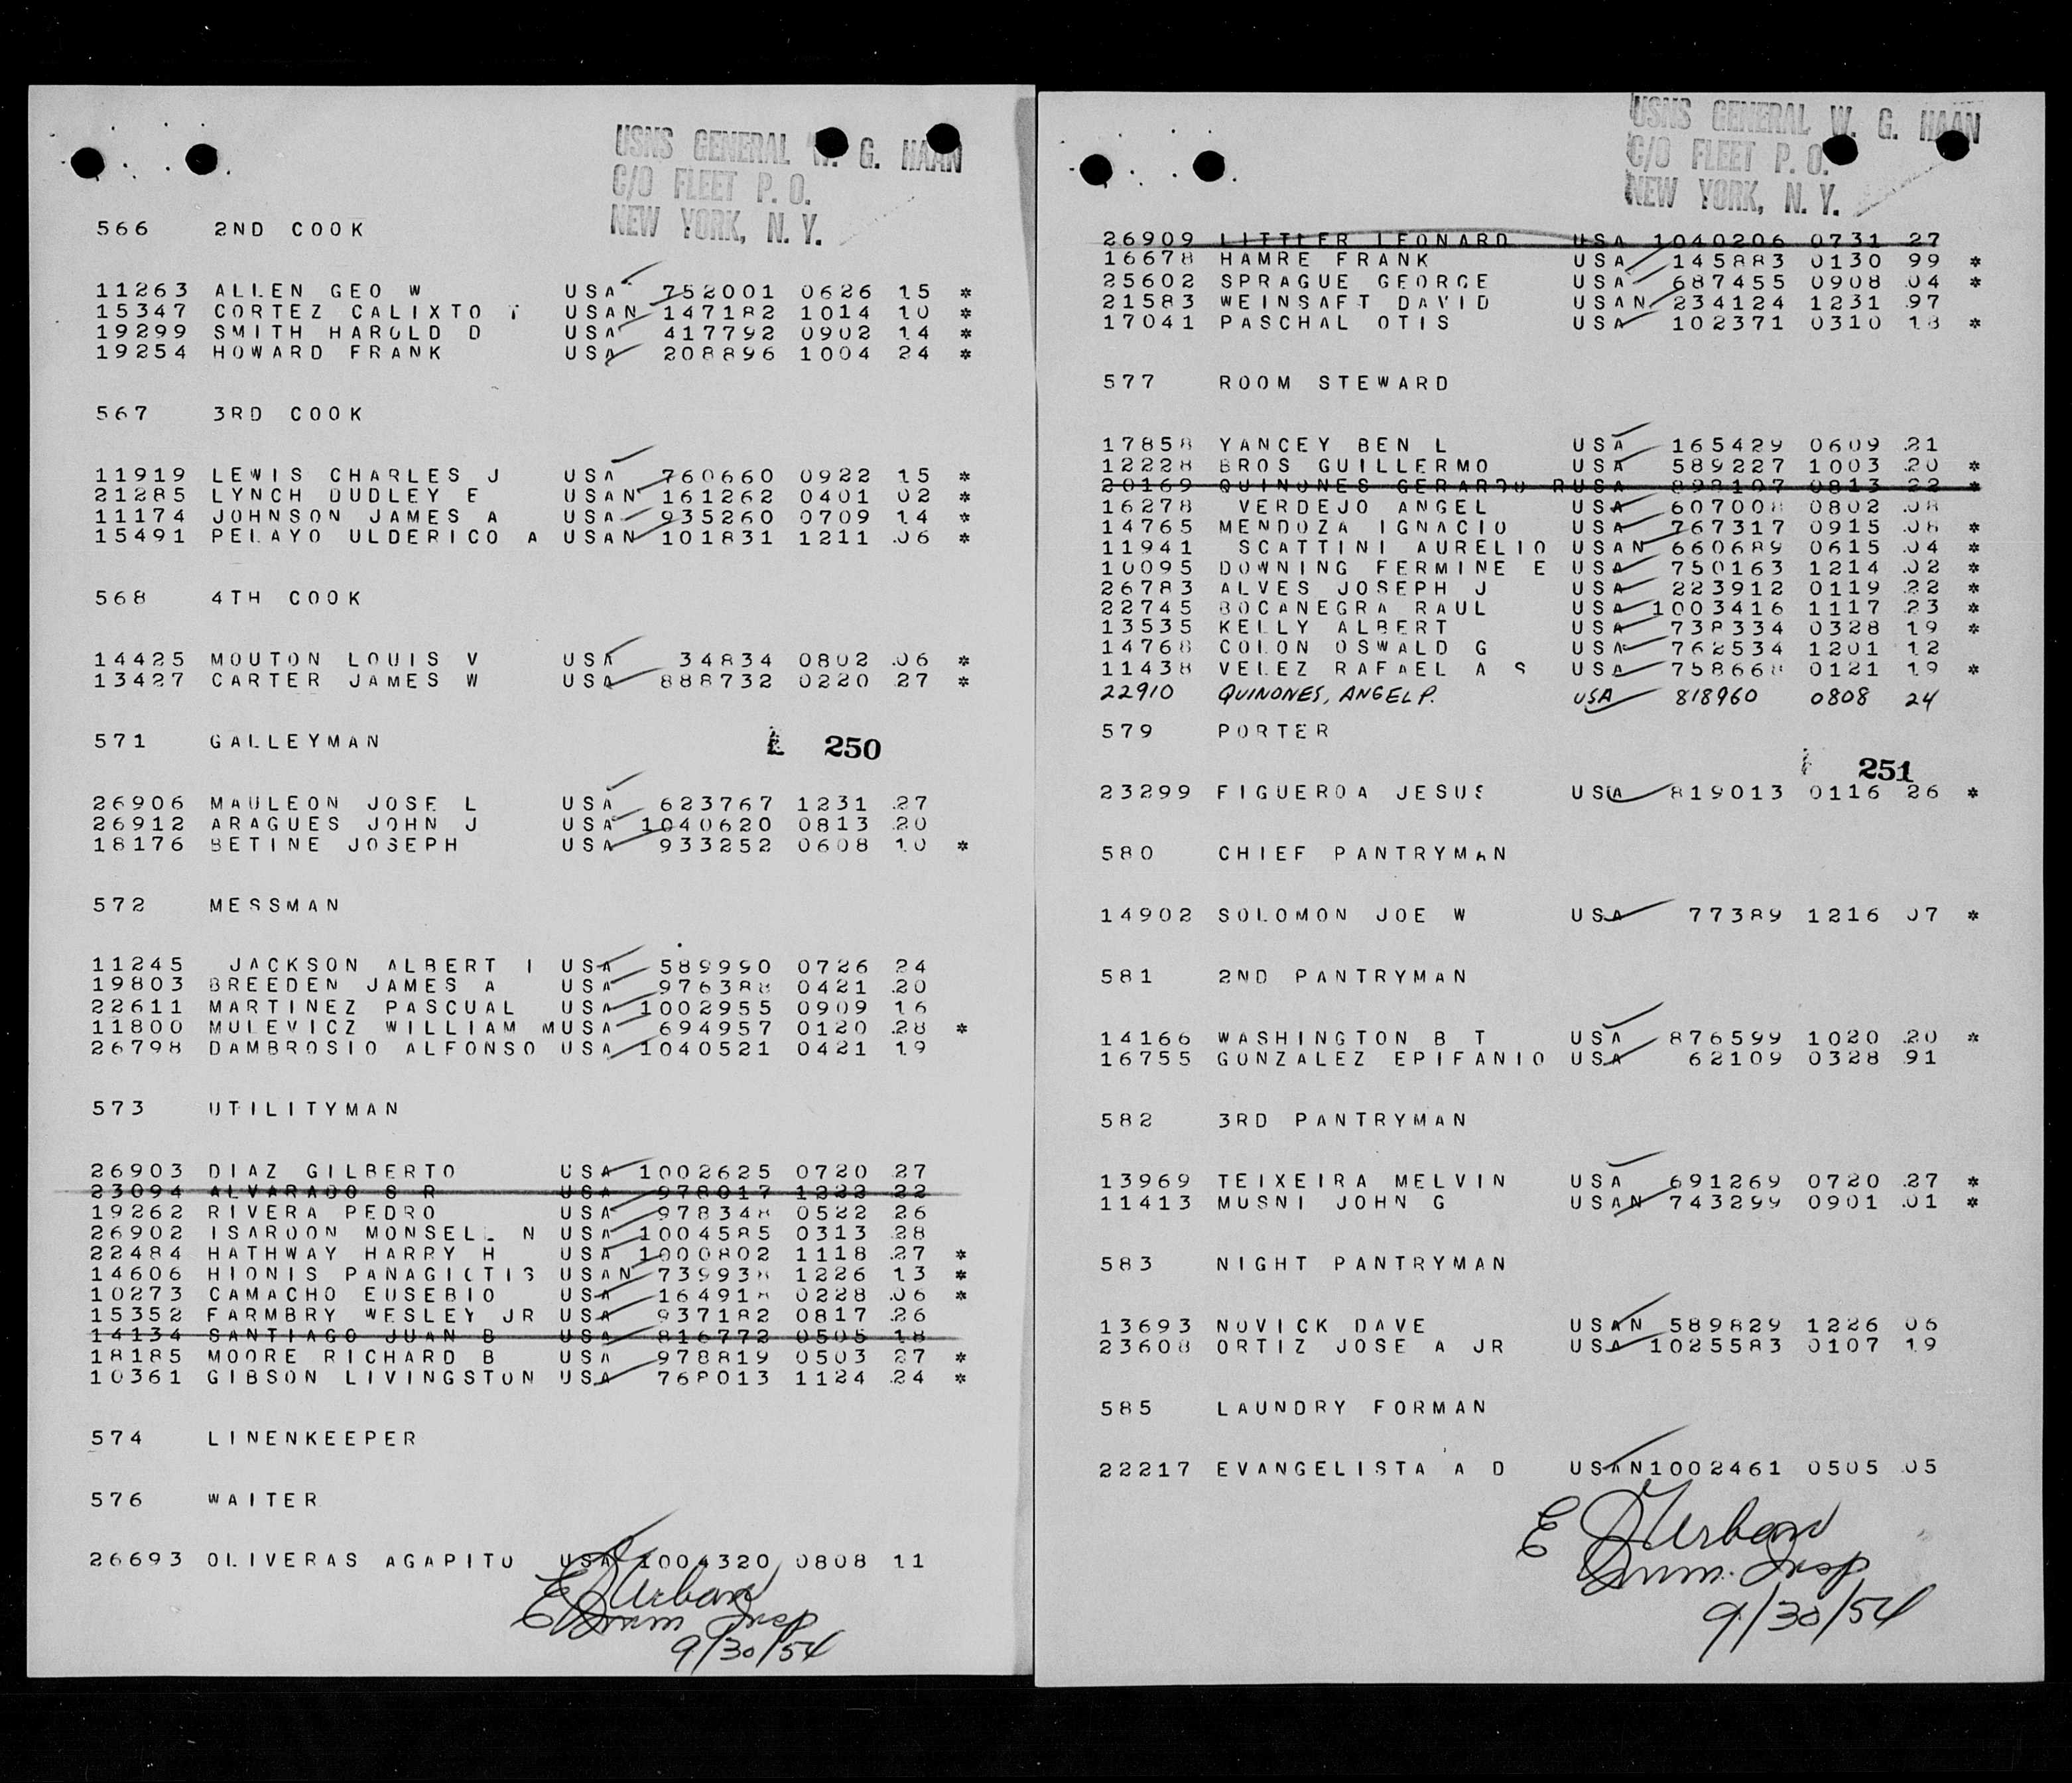 USNS GENERAL W. G. HAAN
C/O FLEET P. O.
NEW YORK, N. Y.
566 2ND COOK
11263 ALLEN GEO W USA 752001 0626 15 *
15347 CORTEZ CALIXTO T USAN 147182 1014 10 *
19299 SMITH HAROLD D USA 417792 0902 14 *
19254 HOWARD FRANK USA 208896 1004 24 *
567 3RD COOK
11919 LEWIS CHARLES J USA 760660 0922 15 *
21285 LYNCH DUDLEY E USAN 161262 0401 02 *
11174 JOHNSON JAMES A USA 935260 0709 14 *
15491 PELAYO ULDERICO A USAN 101831 1211 06 *
568 4TH COOK
14425 MOUTON LOUIS V USA 34834 0802 06 *
13427 CARTER JAMES W USA 888732 0220 27 *
571 GALLEYMAN
250
26906 MAULEON JOSE L USA 623767 1231 27
26912 ARAGUES JOHN J USA 1040620 0813 20
18176 BETINE JOSEPH USA 933252 0608 10 *
572 MESSMAN
11245 JACKSON ALBERT I USA 589990 0726 24
19803 BREEDEN JAMES A USA 976388 0421 20
22611 MARTINEZ PASCUAL USA 1002955 0909 16
11800 MULEVICZ WILLIAM M USA 694957 0120 28 *
26798 DAMBROSIO ALFONSO USA 1040521 0421 19
573 UTILITYMAN
26903 DIAZ GILBERTO USA 1002625 0720 27
23094 ALVARADO S R USA 978017 1222 22
19262 RIVERA PEDRO USA 978348 0522 26
26902 ISAROON MONSELL N USA 1004585 0313 28
22484 HATHWAY HARRY H USA 1000802 1118 27 *
14606 HIONIS PANAGIOTIS USAN 739938 1226 13 *
10273 CAMACHO EUSEBIO USA 164918 0228 06 *
15352 FARMBRY WESLEY JR USA 937182 0817 26
14134 SANTIAGO JUAN B USA 816772 0505 18
18185 MOORE RICHARD B USA 978819 0503 27 *
10361 GIBSON LIVINGSTON USA 768013 1124 24 *
574 LINENKEEPER
576 WAITER
26693 OLIVERAS AGAPITO USA 1004320 0808 11
E J Urban
Imm. Insp
9/30/54
USNS GENERAL W. G. HAAN
C/O FLEET P. O.
NEW YORK, N. Y.
26909 LITTLER LEONARD USA 1040206 0731 27
16678 HAMRE FRANK USA 145883 0130 99 *
25602 SPRAGUE GEORGE USA 687455 0908 04 *
21583 WEINSAFT DAVID USAN 234124 1231 97
17041 PASCHAL OTIS USA 102371 0310 18 *
577 ROOM STEWARD
17858 YANCEY BEN L USA 165429 0609 21
12228 BROS GUILLERMO USA 589227 1003 20 *
20169 QUINONES GERARDO R USA 898197 0813 22 *
16278 VERDEJO ANGEL USA 607008 0802 08
14765 MENDOZA IGNACIO USA 767317 0915 08 *
11941 SCATTINI AURELIO USAN 660689 0615 04 *
10095 DOWNING FERMINE E USA 750163 1214 02 *
26783 ALVES JOSEPH J USA 223912 0119 22 *
22745 BOCANEGRA RAUL USA 1003416 1117 23 *
13535 KELLY ALBERT USA 738334 0328 19 *
14768 COLON OSWALD G USA 762534 1201 12
11438 VELEZ RAFAEL A S USA 758668 0121 19 *
22910 QUINONES, ANGEL P. USA 818960 0808 24
579 PORTER
251
23299 FIGUEROA JESUS USA 819013 0116 26 *
580 CHIEF PANTRYMAN
14902 SOLOMON JOE W USA 77389 1216 07 *
581 2ND PANTRYMAN
14166 WASHINGTON B T USA 876599 1020 20 *
16755 GONZALEZ EPIFANIO USA 62109 0328 91
582 3RD PANTRYMAN
13969 TEIXEIRA MELVIN USA 691269 0720 27 *
11413 MUSNI JOHN G USAN 743299 0901 01 *
583 NIGHT PANTRYMAN
13693 NOVICK DAVE USAN 589829 1226 06
23608 ORTIZ JOSE A JR USA 1025583 0107 19
585 LAUNDRY FORMAN
22217 EVANGELISTA A D USAN 1002461 0505 05
E J Urban
Imm. Insp
9/30/54